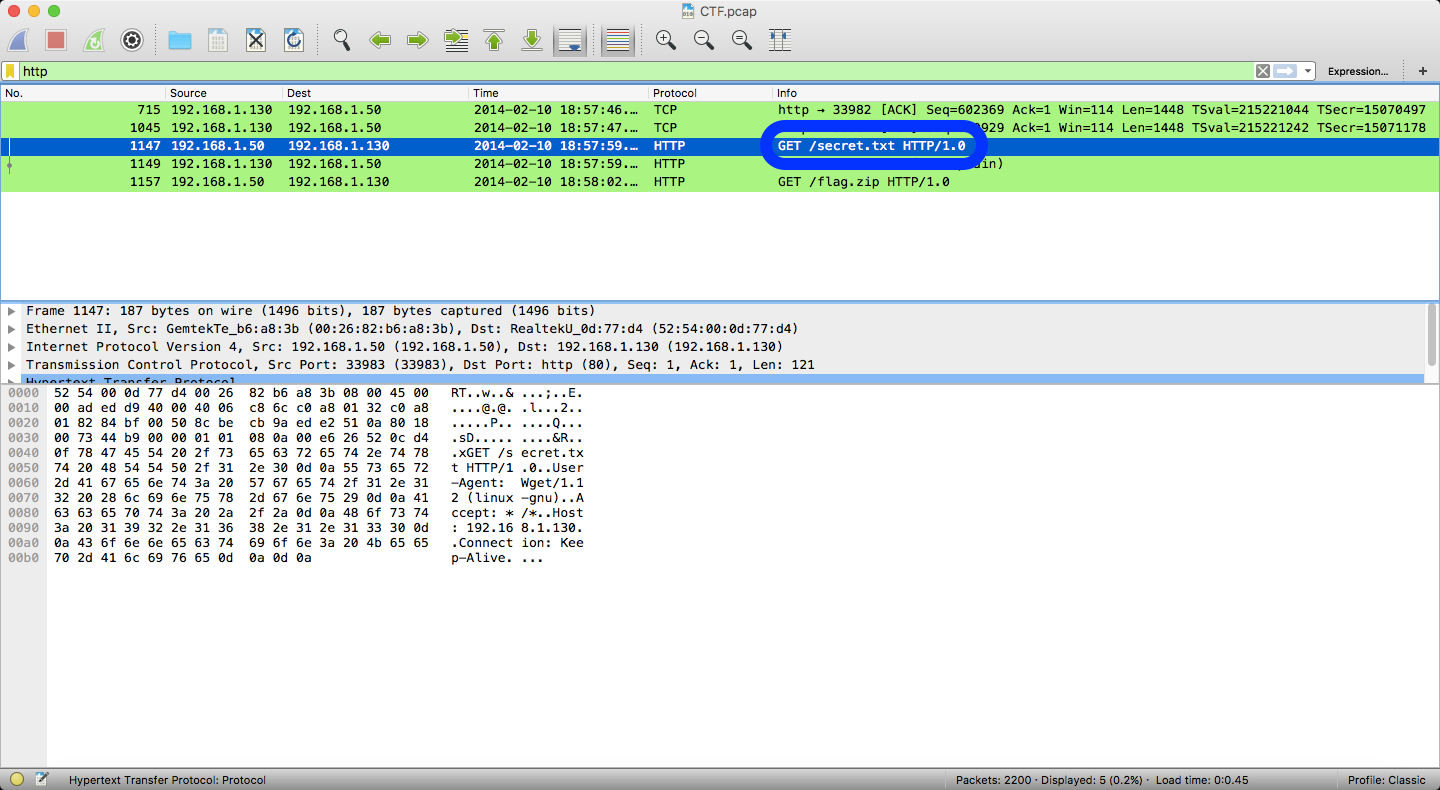 CTF.pcap
http
Expression...
+
No. Source Dest Time Protocol Info
715 192.168.1.130 192.168.1.50 2014-02-10 18:57:46.… TCP http → 33982 [ACK] Seq=602369 Ack=1 Win=114 Len=1448 TSval=215221044 TSecr=15070497
1045 192.168.1.130 192.168.1.50 2014-02-10 18:57:47.… TCP 0929 Ack=1 Win=114 Len=1448 TSval=215221242 TSecr=15071178
1147 192.168.1.50 192.168.1.130 2014-02-10 18:57:59.… HTTP GET /secret.txt HTTP/1.0
1149 192.168.1.130 192.168.1.50 2014-02-10 18:57:59.… HTTP
1157 192.168.1.50 192.168.1.130 2014-02-10 18:58:02.… HTTP GET /flag.zip HTTP/1.0
Frame 1147: 187 bytes on wire (1496 bits), 187 bytes captured (1496 bits)
Ethernet II, Src: GemtekTe_b6:a8:3b (00:26:82:b6:a8:3b), Dst: RealtekU_0d:77:d4 (52:54:00:0d:77:d4)
Internet Protocol Version 4, Src: 192.168.1.50 (192.168.1.50), Dst: 192.168.1.130 (192.168.1.130)
Transmission Control Protocol, Src Port: 33983 (33983), Dst Port: http (80), Seq: 1, Ack: 1, Len: 121
Hypertext Transfer Protocol
0000 52 54 00 0d 77 d4 00 26 82 b6 a8 3b 08 00 45 00 RT..w..& ...;..E.
0010 00 ad ed d9 40 00 40 06 c8 6c c0 a8 01 32 c0 a8 ....@.@. .l...2..
0020 01 82 84 bf 00 50 8c be cb 9a ed e2 51 0a 80 18 .....P.. ....Q...
0030 00 73 44 b9 00 00 01 01 08 0a 00 e6 26 52 0c d4 .sD..... ....&R..
0040 0f 78 47 45 54 20 2f 73 65 63 72 65 74 2e 74 78 .xGET /s ecret.tx
0050 74 20 48 54 54 50 2f 31 2e 30 0d 0a 55 73 65 72 t HTTP/1 .0..User
0060 2d 41 67 65 6e 74 3a 20 57 67 65 74 2f 31 2e 31 -Agent:  Wget/1.1
0070 32 20 28 6c 69 6e 75 78 2d 67 6e 75 29 0d 0a 41 2 (linux -gnu)..A
0080 63 63 65 70 74 3a 20 2a 2f 2a 0d 0a 48 6f 73 74 ccept: * /*..Host
0090 3a 20 31 39 32 2e 31 36 38 2e 31 2e 31 33 30 0d : 192.16 8.1.130.
00a0 0a 43 6f 6e 6e 65 63 74 69 6f 6e 3a 20 4b 65 65 .Connect ion: Kee
00b0 70 2d 41 6c 69 76 65 0d 0a 0d 0a p-Alive. ...
Hypertext Transfer Protocol: Protocol
Packets: 2200 · Displayed: 5 (0.2%) · Load time: 0:0.45
Profile: Classic